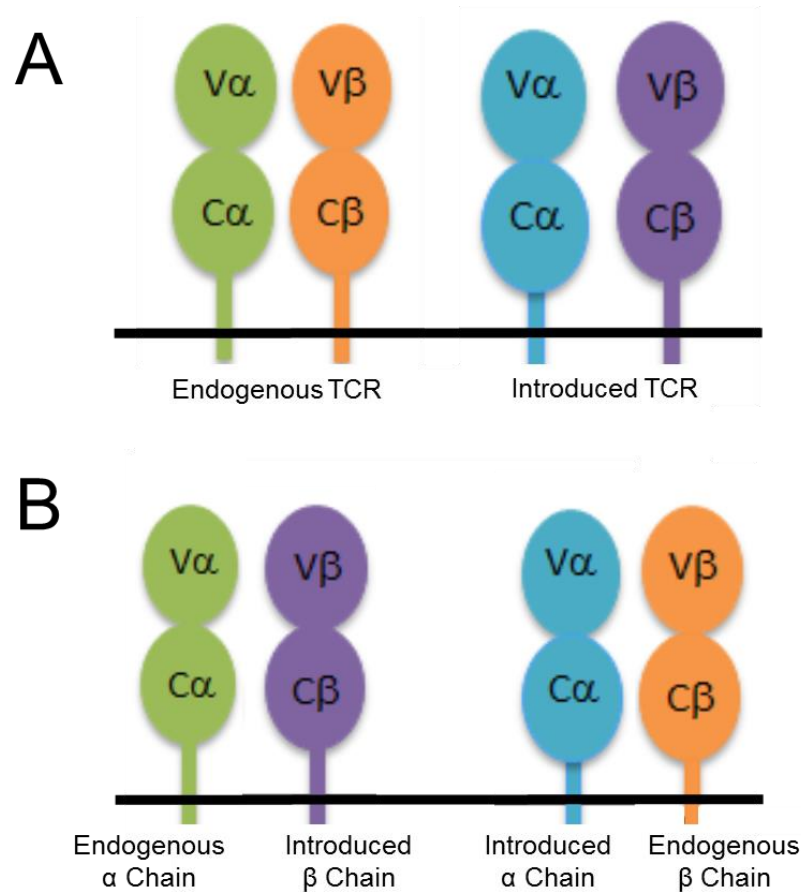 A
Vα Vβ Vα Vβ
Cα Cβ Cα Cβ
Endogenous TCR Introduced TCR
B
Vα Vβ Vα Vβ
Cα Cβ Cα Cβ
Endogenous Introduced Introduced Endogenous
α Chain β Chain α Chain β Chain